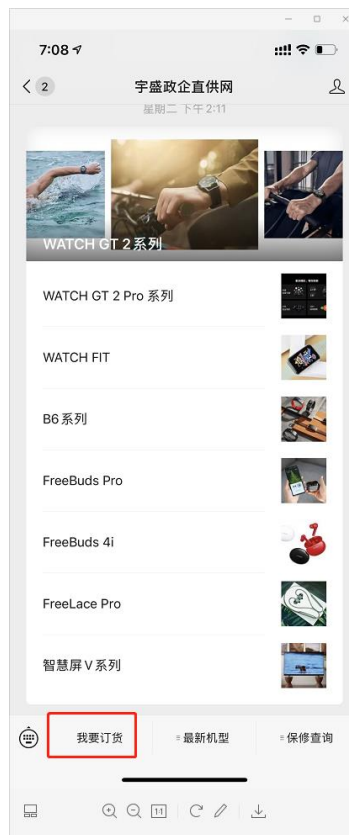 7:08
2
宇盛政企直供网
星期二 下午 2:11
WATCH GT 2系列
WATCH GT 2 Pro 系列
WATCH FIT
B6 系列
FreeBuds Pro
FreeBuds 4i
FreeLace Pro
智慧屏 V 系列
我要订货
最新机型
保修查询
1:1